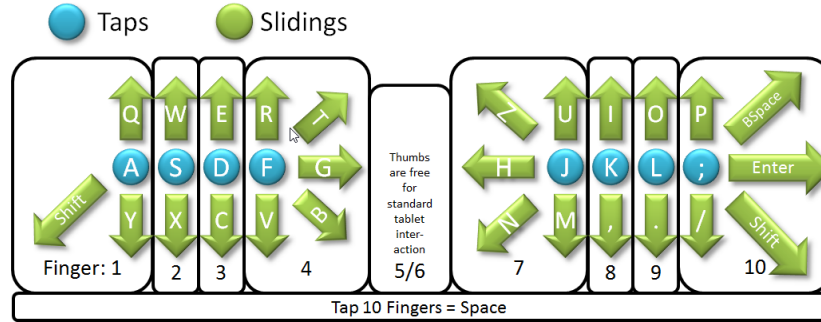 Taps Slidings
Q W E R T Z U I O P BSpace
A S D F G H J K L ; Enter
Shift Y X C V B N M , . / Shift
Thumbs
are free
for
standard
tablet
inter-
action
Finger: 1 2 3 4 5/6 7 8 9 10
Tap 10 Fingers = Space